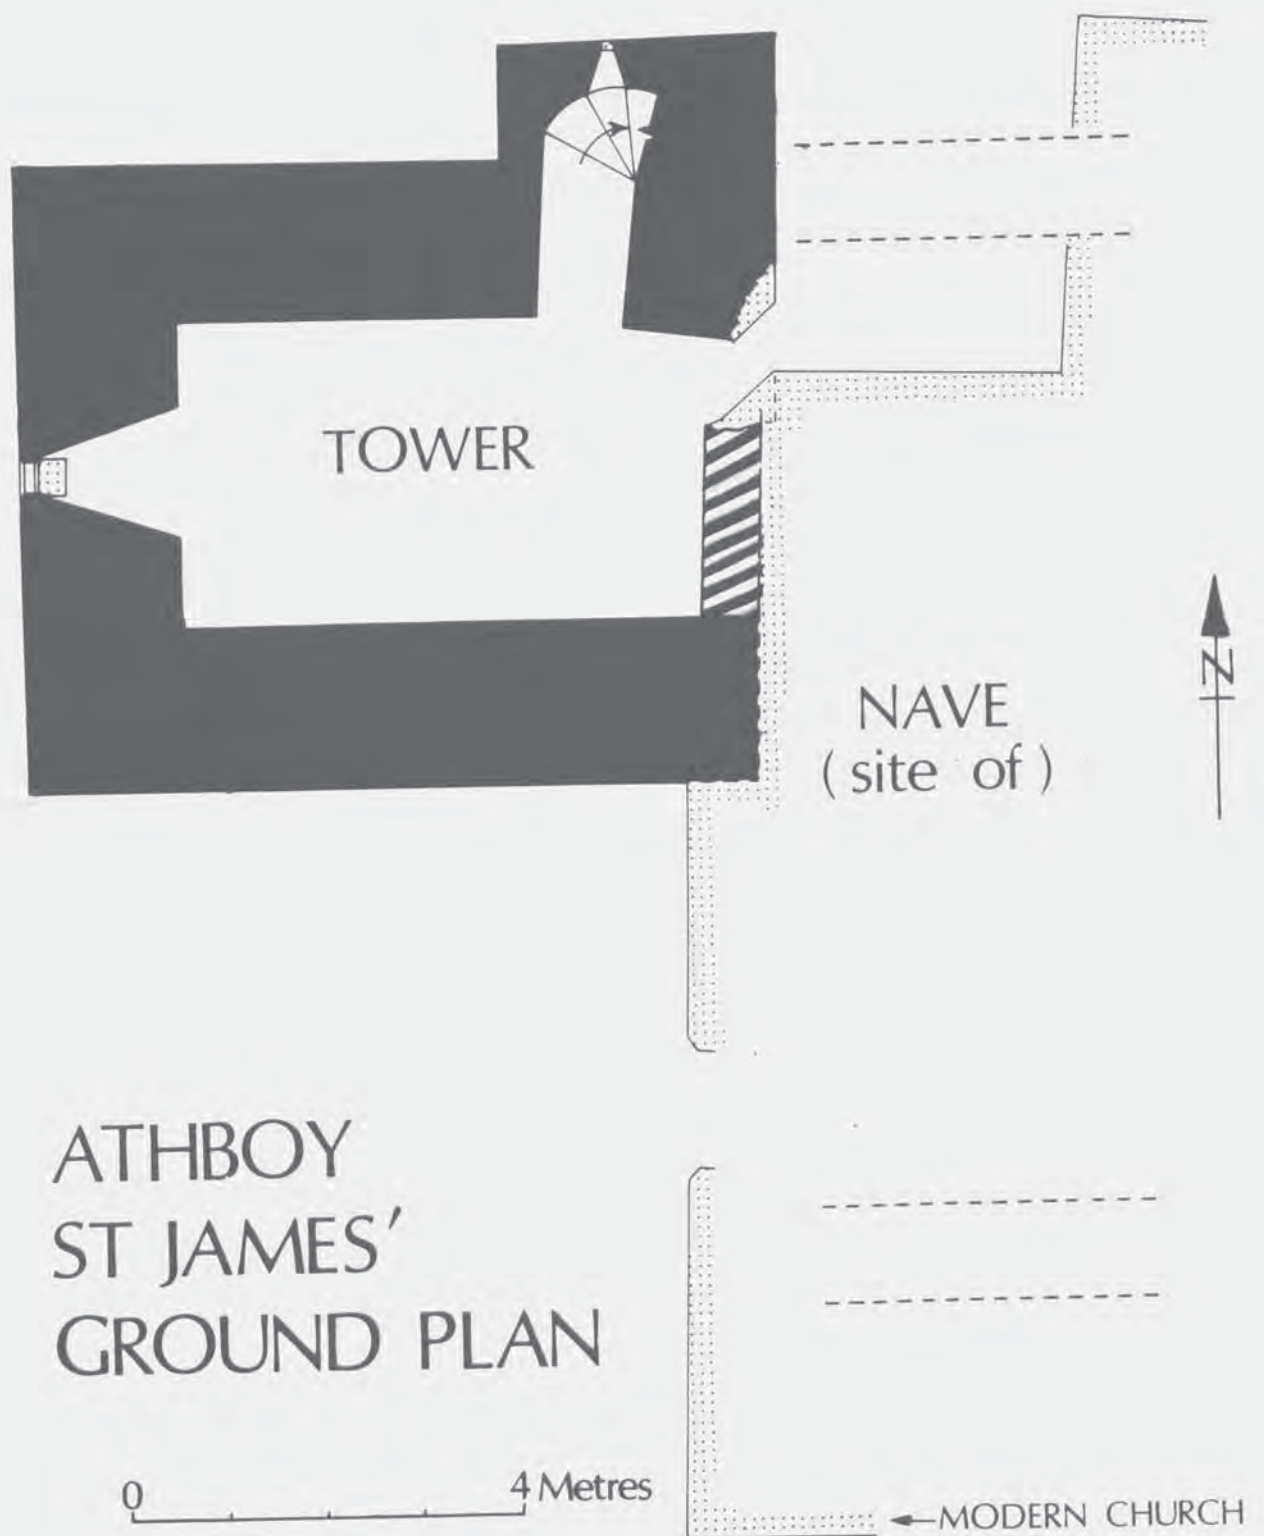 TOWER
N
NAVE
(site of)
ATHBOY
ST JAMES'
GROUND PLAN
0 4 Metres
MODERN CHURCH